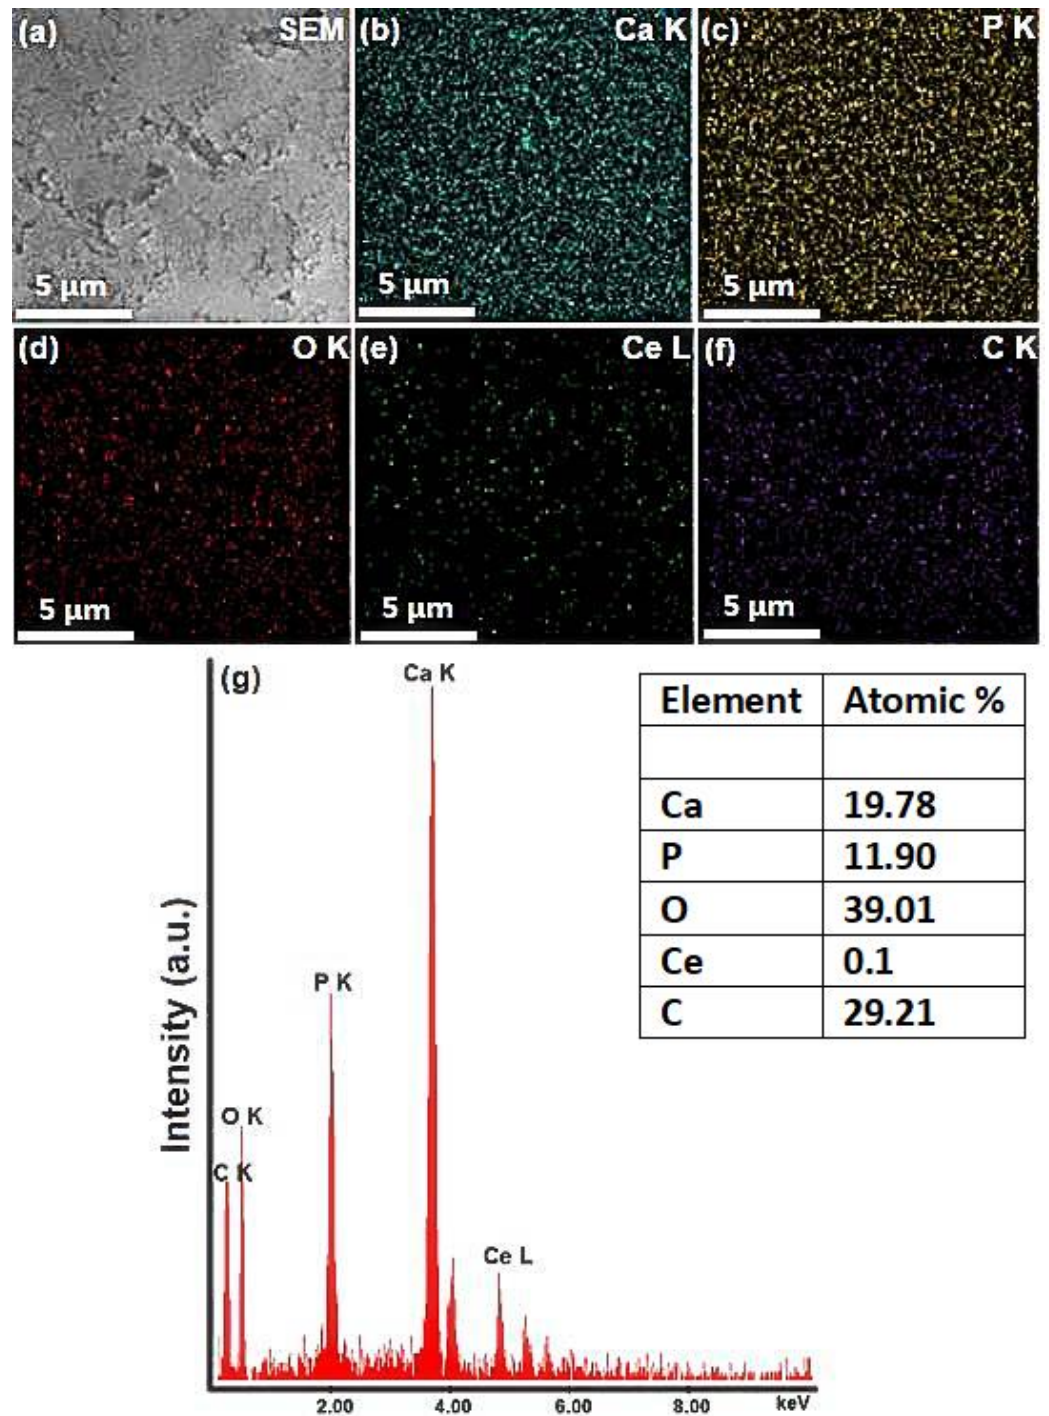 (a) SEM (b) Ca K (c) P K
5 µm 5 µm 5 µm
(d) O K (e) Ce L (f) C K
5 µm 5 µm 5 µm
(g)
Ca K
P K
O K
C K
Ce L
Intensity (a.u.)
2.00 4.00 6.00 8.00 keV
Element Atomic %
Ca 19.78
P 11.90
O 39.01
Ce 0.1
C 29.21